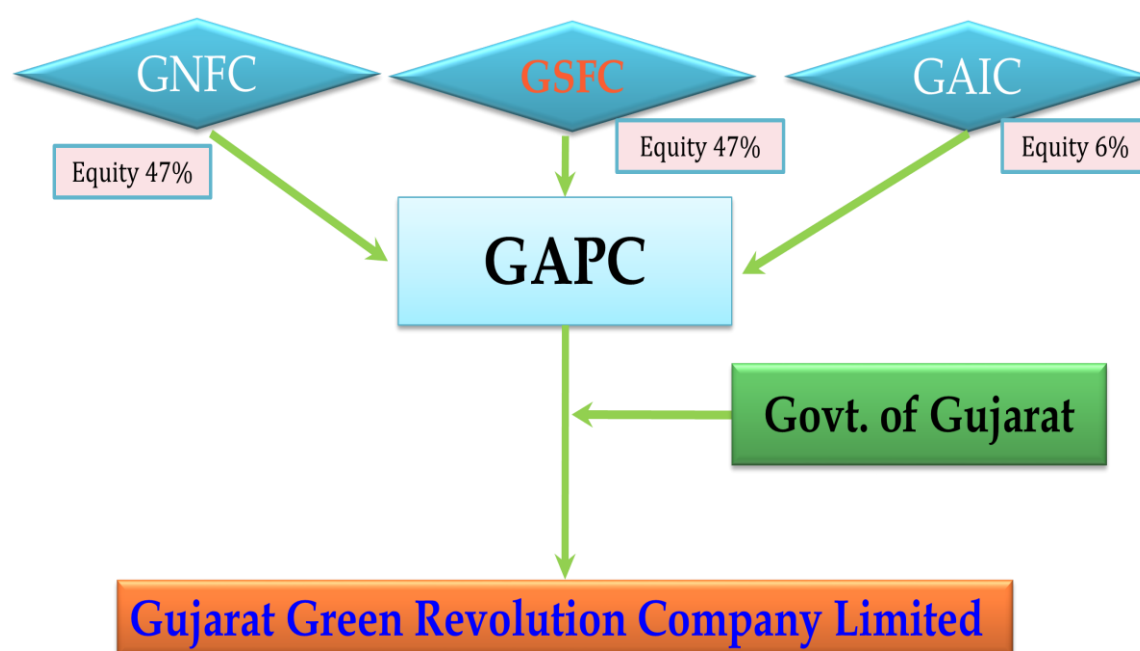 GNFC
GSFC
GAIC
Equity 47%
Equity 47%
Equity 6%
GAPC
Govt. of Gujarat
Gujarat Green Revolution Company Limited